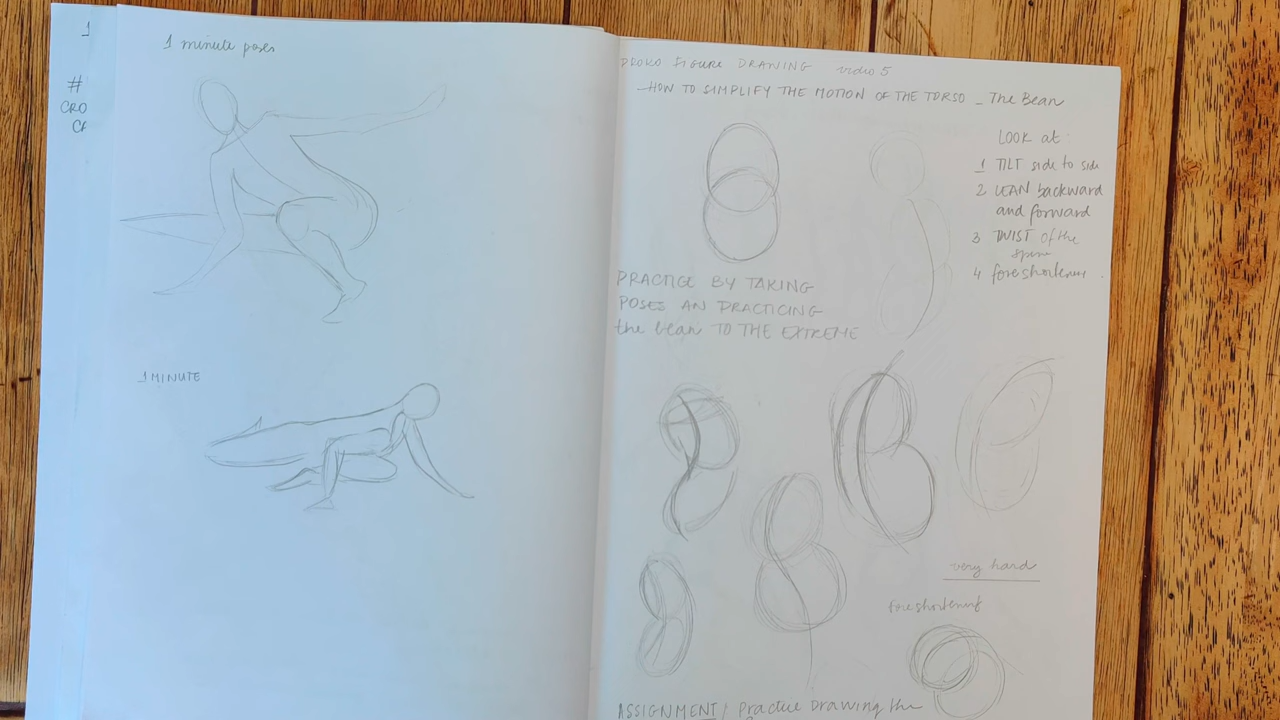 1
#
CRO
CA
1 minute poses
1 MINUTE
PROKO FIGURE DRAWING video 5
- HOW TO SIMPLIFY THE MOTION OF THE TORSO - The Bean
LOOK at:
1 TILT side to side
2 LEAN backward
and forward
3 TWIST of the
spine
4 foreshortening
PRACTICE BY TAKING
POSES AN PRACTICING
the bean TO THE EXTREME
very hard
foreshortening
ASSIGNMENT / Practice Drawing the